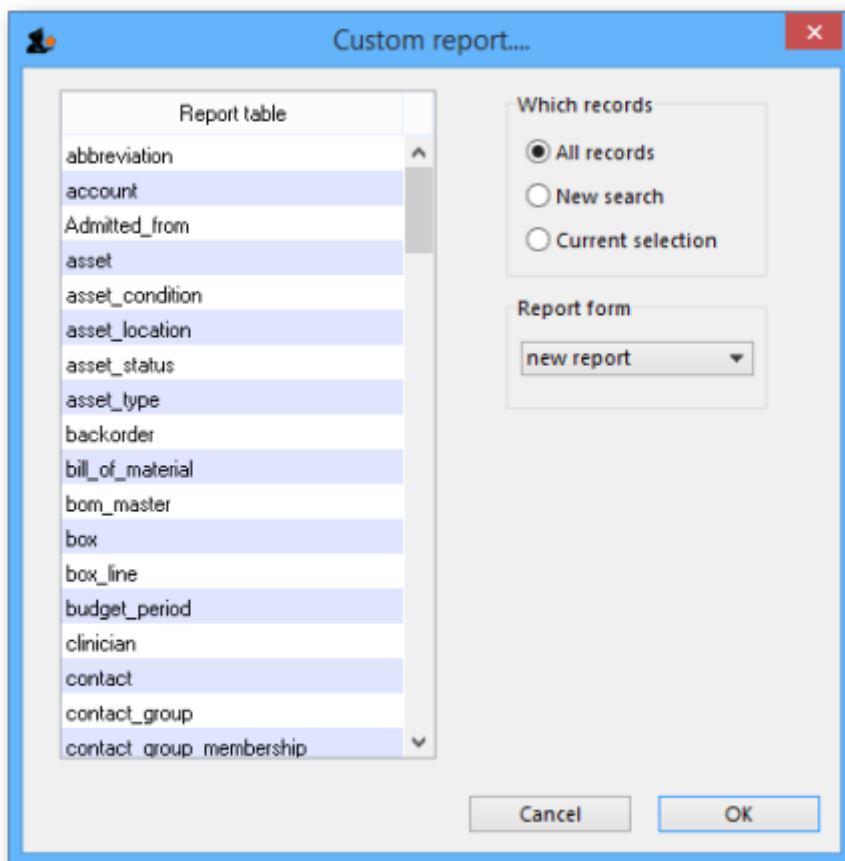 Custom report....
Report table
abbreviation
account
Admitted_from
asset
asset_condition
asset_location
asset_status
asset_type
backorder
bill_of_material
bom_master
box
box_line
budget_period
clinician
contact
contact_group
contact_group_membership
Which records
All records
New search
Current selection
Report form
new report
Cancel
OK